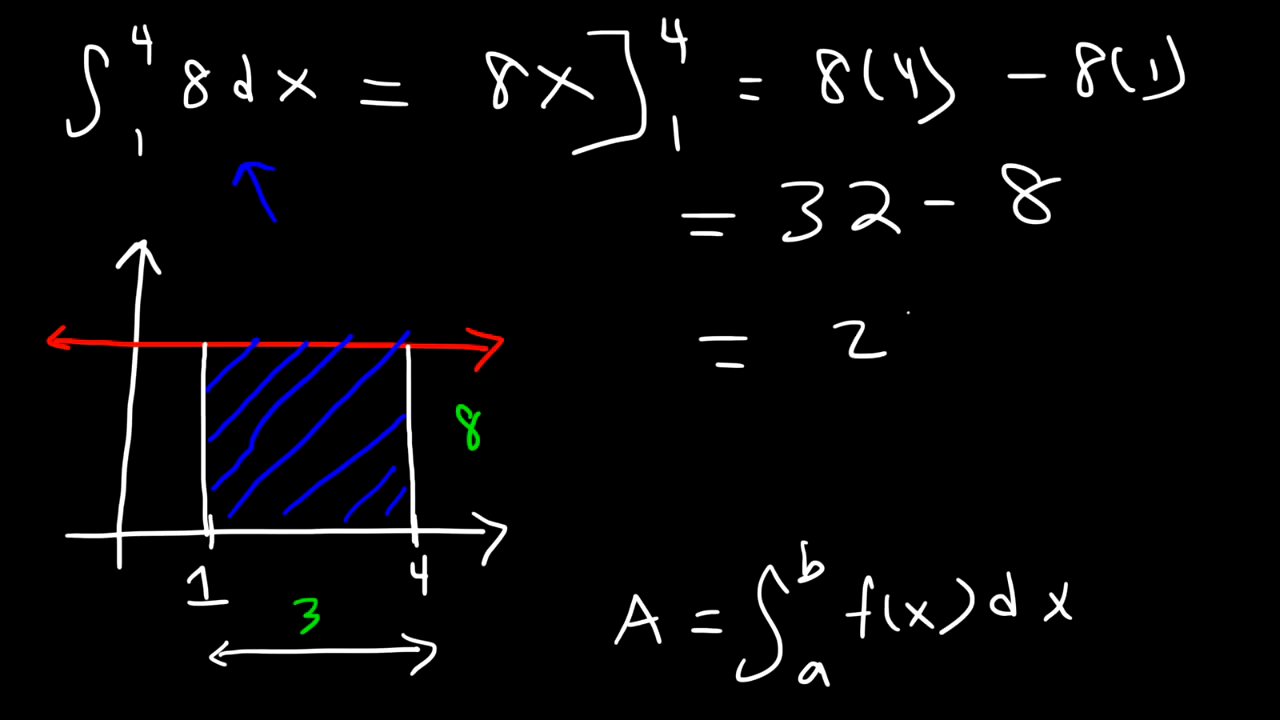 ∫₁⁴ 8 dx = 8x]₁⁴ = 8(4) - 8(1)
= 32 - 8
= 2
8
1 4
3
A = ∫ₐᵇ f(x) dx